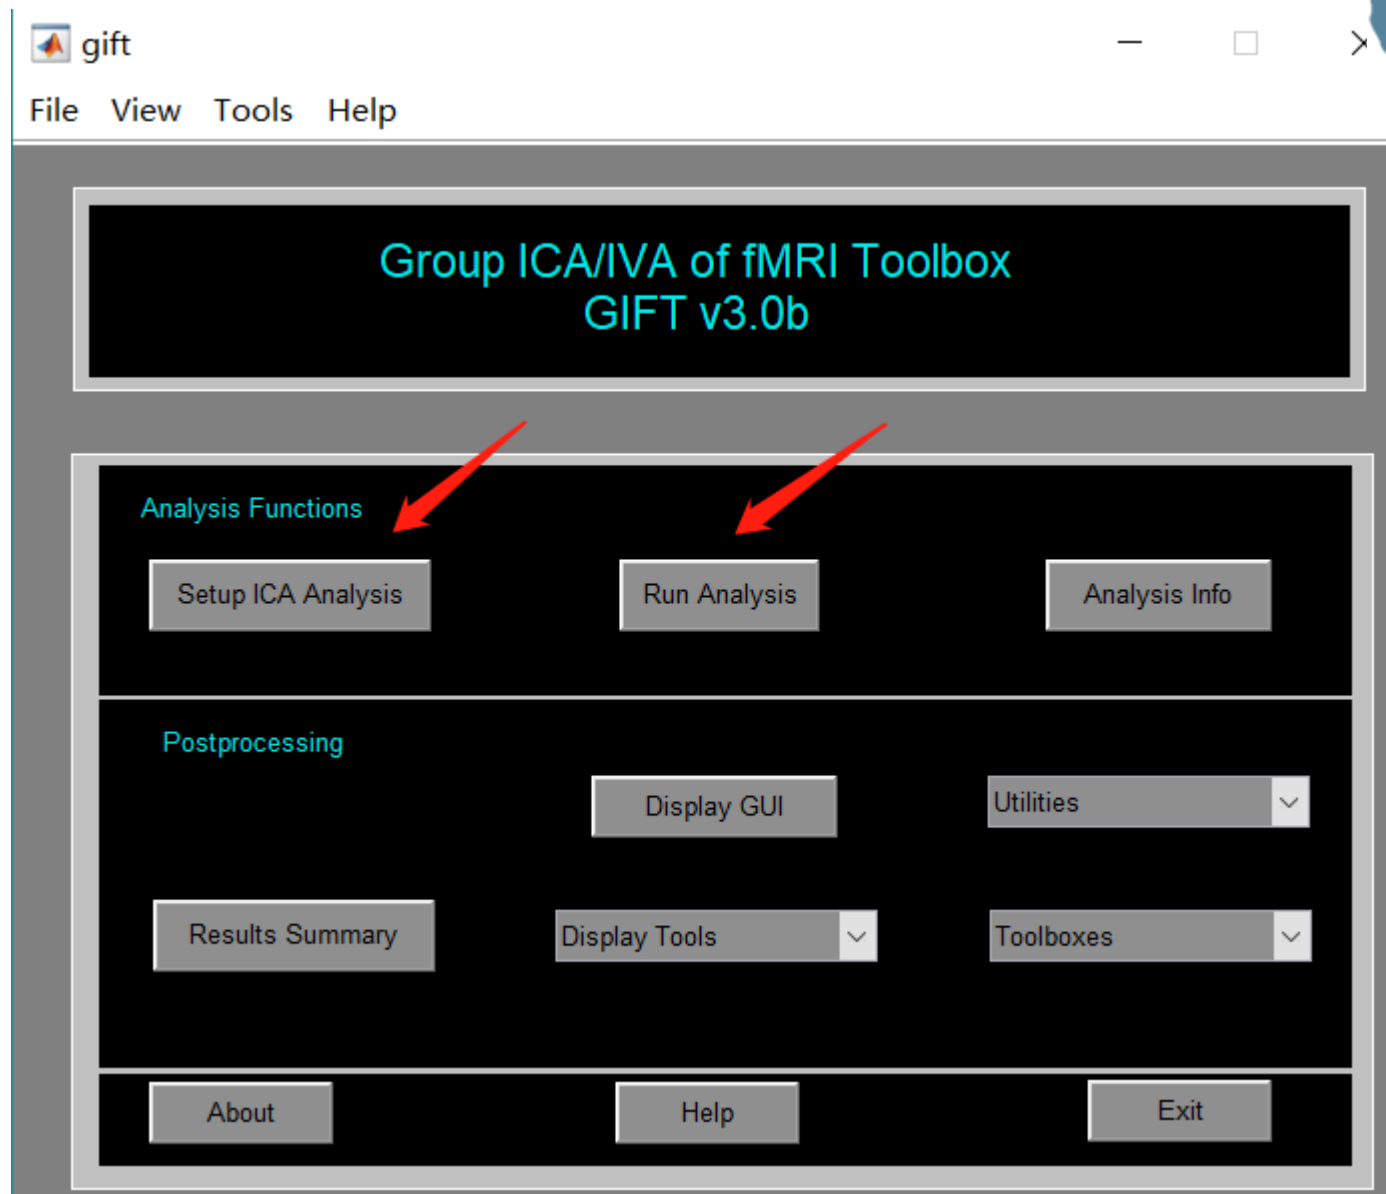 gift
File View Tools Help
Group ICA/IVA of fMRI Toolbox
GIFT v3.0b
Analysis Functions
Setup ICA Analysis Run Analysis Analysis Info
Postprocessing
Display GUI Utilities
Results Summary Display Tools Toolboxes
About Help Exit